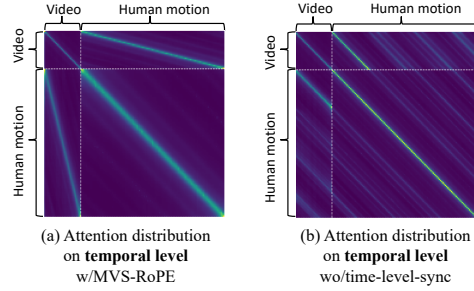 Video Human motion
Video
Human motion
(a) Attention distribution
on temporal level
w/MVS-RoPE
Video Human motion
Video
Human motion
(b) Attention distribution
on temporal level
wo/time-level-sync